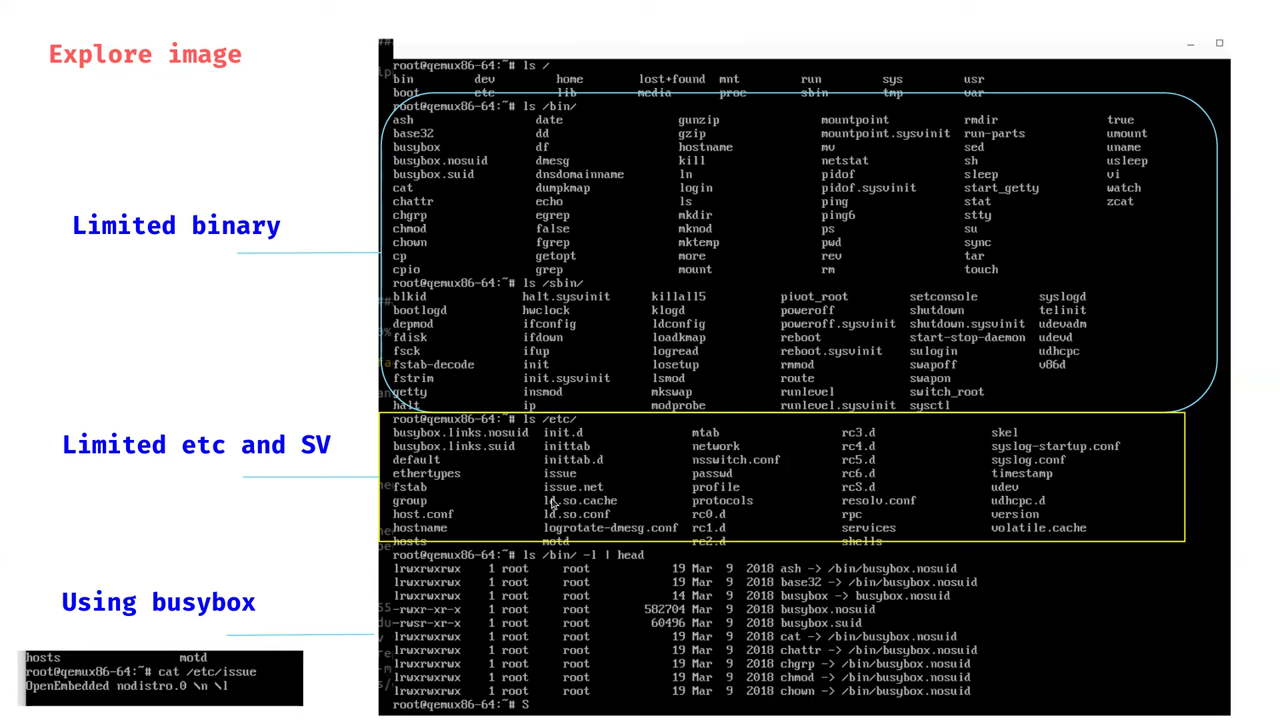 Explore image
root@qemux86-64:~# ls /
bin dev home lost+found mnt run sys usr
boot etc lib media proc sbin tmp var
root@qemux86-64:~# ls /bin/
ash date gunzip mountpoint rmdir true
base32 dd gzip mountpoint.sysvinit run-parts umount
busybox df hostname mv sed uname
busybox.nosuid dmesg kill netstat sh usleep
busybox.suid dnsdomainname ln pidof sleep vi
cat dumpkmap login pidof.sysvinit start_getty watch
chattr echo ls ping stat zcat
chgrp egrep mkdir ping6 stty
chmod false mknod ps su
chown fgrep mktemp pwd sync
cp getopt more rev tar
cpio grep mount rm touch
root@qemux86-64:~# ls /sbin/
blkid halt.sysvinit killall5 pivot_root setconsole syslogd
bootlogd hwclock klogd poweroff shutdown telinit
depmod ifconfig ldconfig poweroff.sysvinit shutdown.sysvinit udevadm
fdisk ifdown loadkmap reboot start-stop-daemon udevd
fsck ifup logread reboot.sysvinit sulogin udhcpc
fstab-decode init losetup rmmod swapoff v86d
fstrim init.sysvinit lsmod route swapon
getty insmod mkswap runlevel switch_root
halt ip modprobe runlevel.sysvinit sysctl
Limited binary
root@qemux86-64:~# ls /etc/
busybox.links.nosuid init.d mtab rc3.d skel
busybox.links.suid inittab network rc4.d syslog-startup.conf
default inittab.d nsswitch.conf rc5.d syslog.conf
ethertypes issue passwd rc6.d timestamp
fstab issue.net profile rcS.d udev
group ld.so.cache protocols resolv.conf udhcpc.d
host.conf ld.so.conf rc0.d rpc version
hostname logrotate-dmesg.conf rc1.d services volatile.cache
hosts motd rc2.d shells
Limited etc and SV
root@qemux86-64:~# ls /bin/ -l | head
lrwxrwxrwx 1 root root 19 Mar 9 2018 ash -> /bin/busybox.nosuid
lrwxrwxrwx 1 root root 19 Mar 9 2018 base32 -> /bin/busybox.nosuid
lrwxrwxrwx 1 root root 14 Mar 9 2018 busybox -> busybox.nosuid
-rwxr-xr-x 1 root root 582704 Mar 9 2018 busybox.nosuid
-rwsr-xr-x 1 root root 60496 Mar 9 2018 busybox.suid
lrwxrwxrwx 1 root root 19 Mar 9 2018 cat -> /bin/busybox.nosuid
lrwxrwxrwx 1 root root 19 Mar 9 2018 chattr -> /bin/busybox.nosuid
lrwxrwxrwx 1 root root 19 Mar 9 2018 chgrp -> /bin/busybox.nosuid
lrwxrwxrwx 1 root root 19 Mar 9 2018 chmod -> /bin/busybox.nosuid
lrwxrwxrwx 1 root root 19 Mar 9 2018 chown -> /bin/busybox.nosuid
root@qemux86-64:~# S
Using busybox
hosts motd
root@qemux86-64:~# cat /etc/issue
OpenEmbedded nodistro.0 \n \l